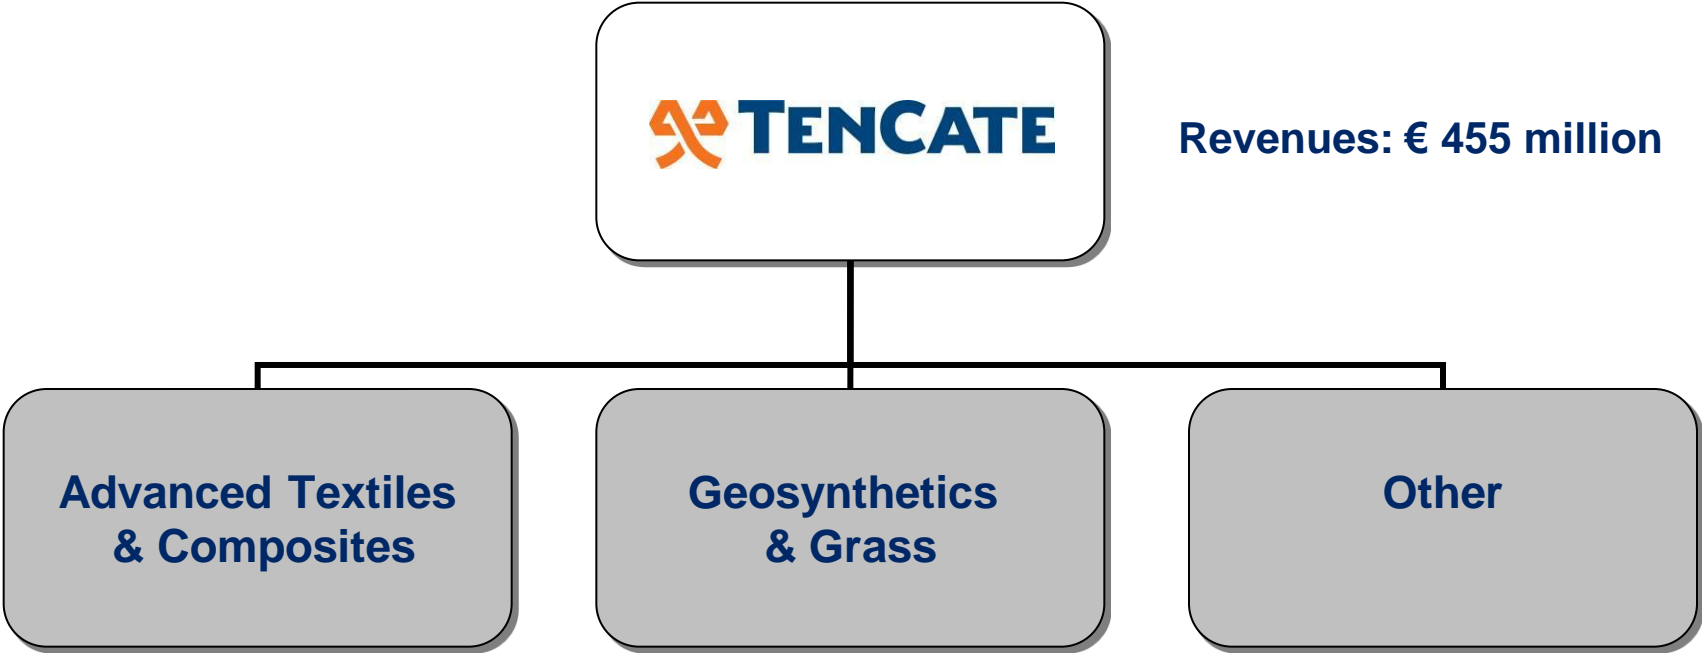 TENCATE
Revenues: € 455 million
Advanced Textiles
& Composites
Geosynthetics
& Grass
Other